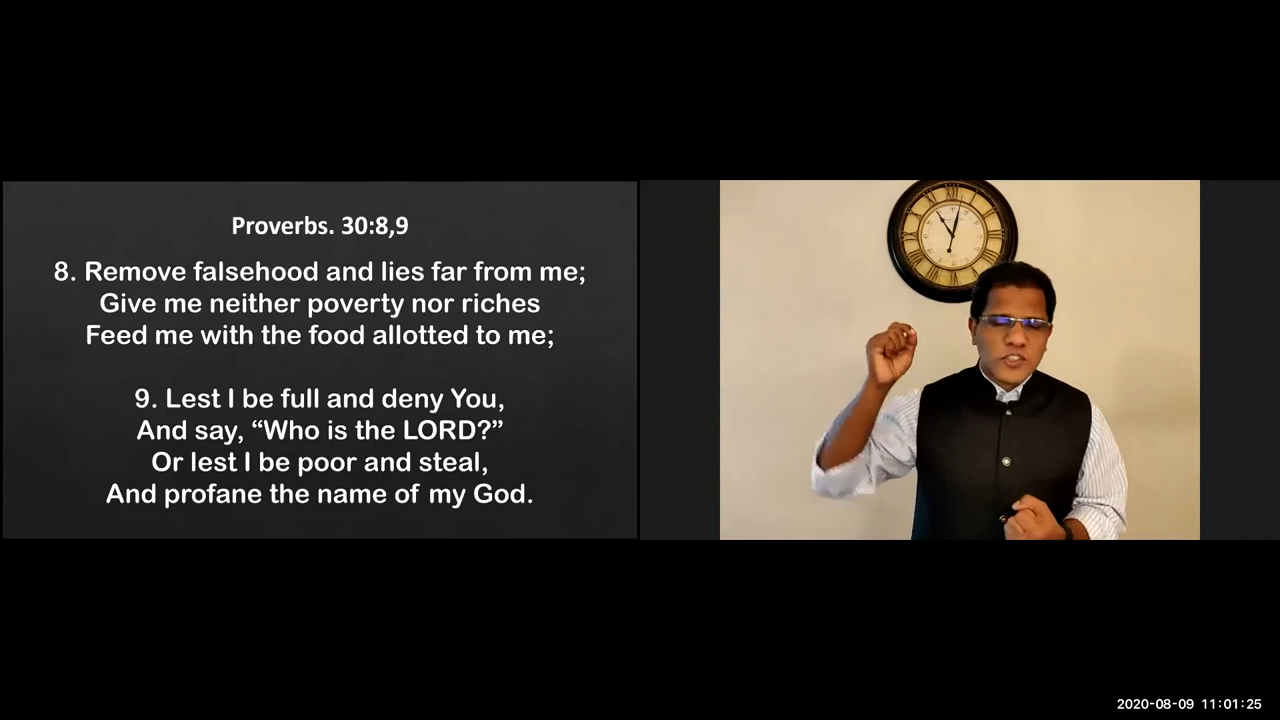 Proverbs. 30:8,9
8. Remove falsehood and lies far from me;
Give me neither poverty nor riches
Feed me with the food allotted to me;
9. Lest I be full and deny You,
And say, “Who is the LORD?”
Or lest I be poor and steal,
And profane the name of my God.
2020-08-09 11:01:25